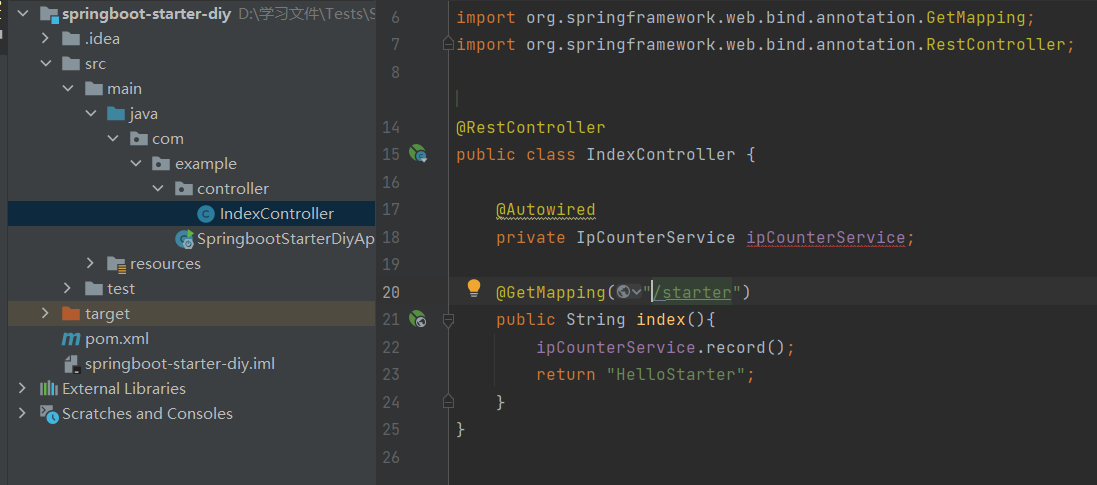 springboot-starter-diy D:\学习文件\Tests\S
.idea
src
main
java
com
example
controller
IndexController
SpringbootStarterDiyAp
resources
test
target
pom.xml
springboot-starter-diy.iml
External Libraries
Scratches and Consoles
6 import org.springframework.web.bind.annotation.GetMapping;
7 import org.springframework.web.bind.annotation.RestController;
8
14 @RestController
15 public class IndexController {
16
17 @Autowired
18 private IpCounterService ipCounterService;
19
20 @GetMapping("/starter")
21 public String index(){
22 ipCounterService.record();
23 return "HelloStarter";
24 }
25 }
26